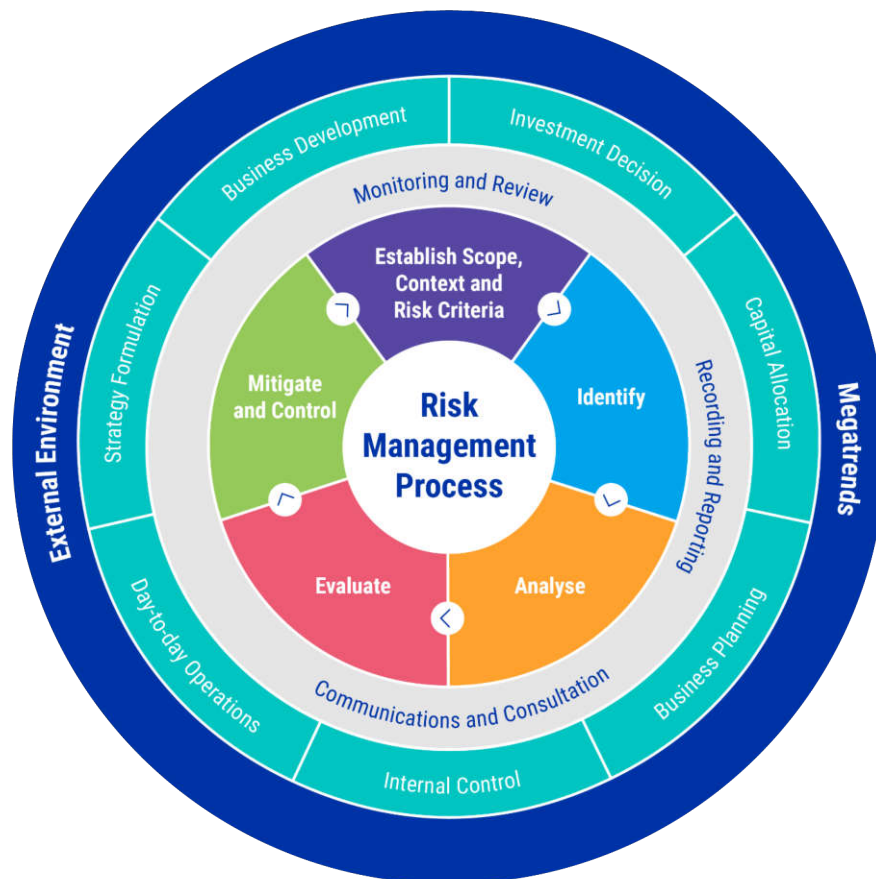 External Environment
Megatrends
Business Development
Investment Decision
Capital Allocation
Business Planning
Internal Control
Day-to-day Operations
Strategy Formulation
Monitoring and Review
Recording and Reporting
Communications and Consultation
Establish Scope,
Context and
Risk Criteria
Identify
Analyse
Evaluate
Mitigate
and Control
Risk
Management
Process